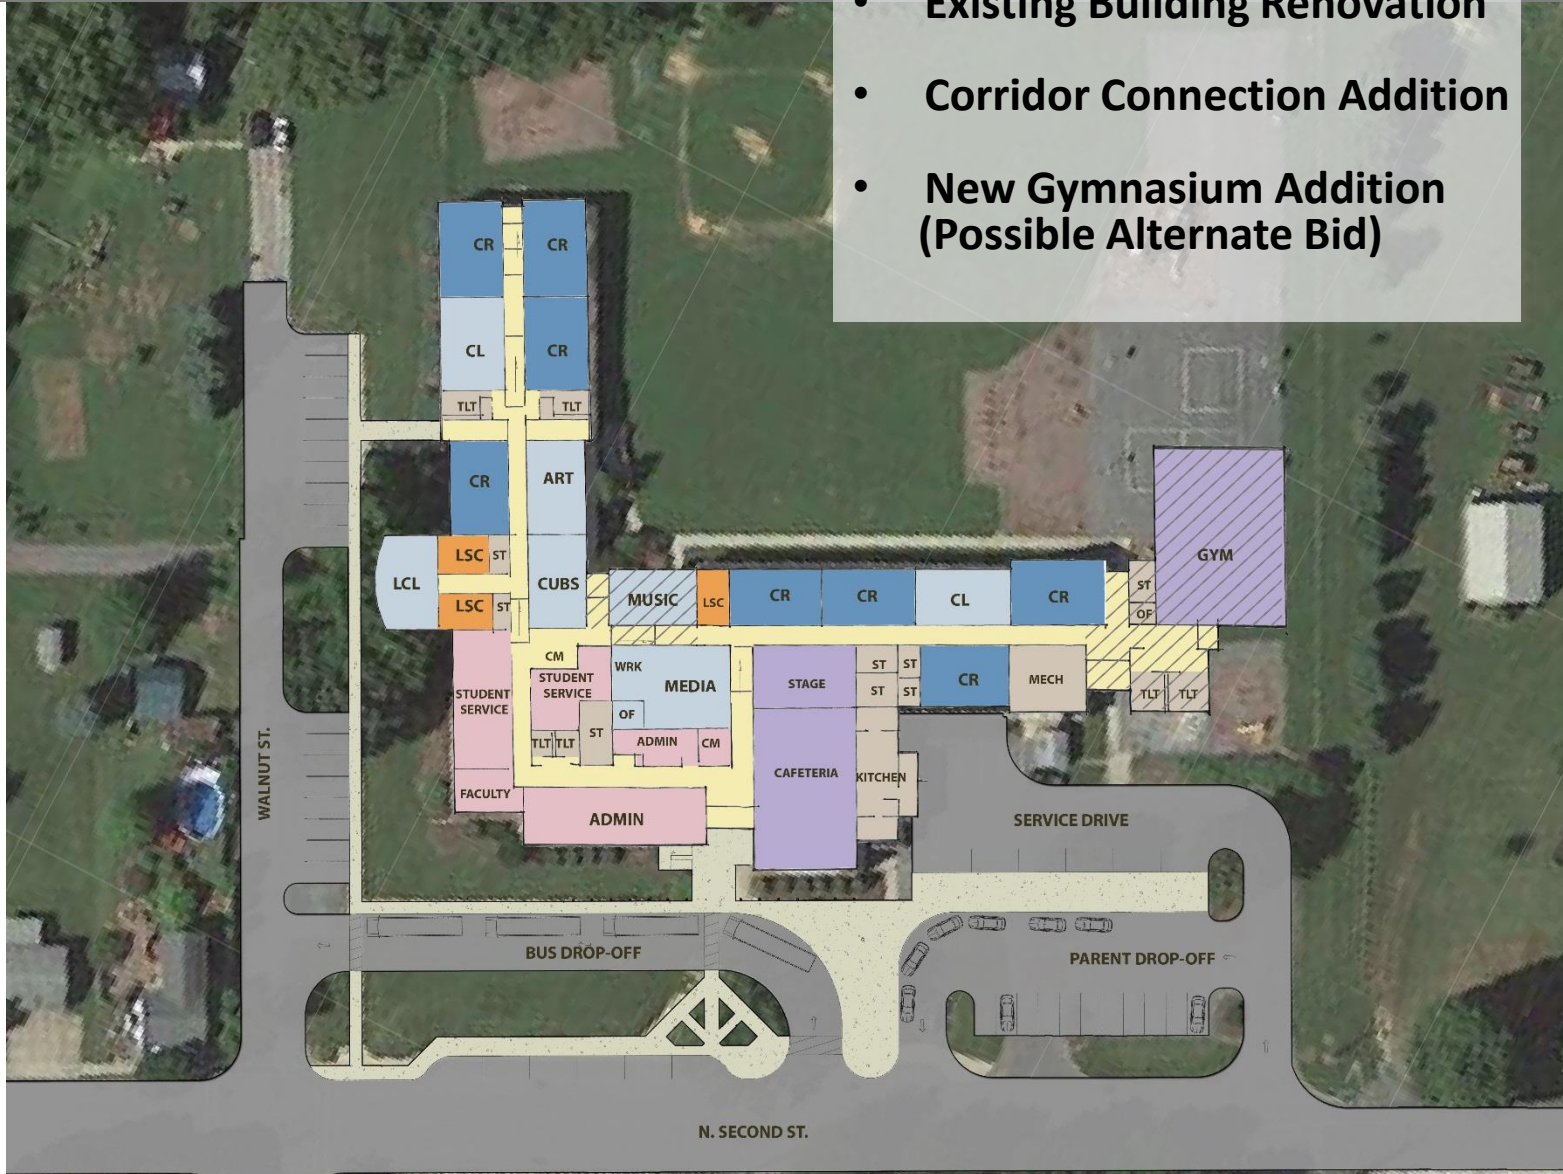 • Existing Building Renovation
• Corridor Connection Addition
• New Gymnasium Addition
(Possible Alternate Bid)
CR CR
CL CR
TLT TLT
CR ART
LSC ST
LCL CUBS GYM
LSC ST MUSIC LSC CR CR CL CR ST
OF
CM WRK
STUDENT
SERVICE
MEDIA STAGE ST ST CR MECH
STUDENT
SERVICE
ST ST
TLT TLT
OF
TLT TLT ST ADMIN CM
CAFETERIA KITCHEN
FACULTY
ADMIN SERVICE DRIVE
WALNUT ST.
BUS DROP-OFF PARENT DROP-OFF
N. SECOND ST.